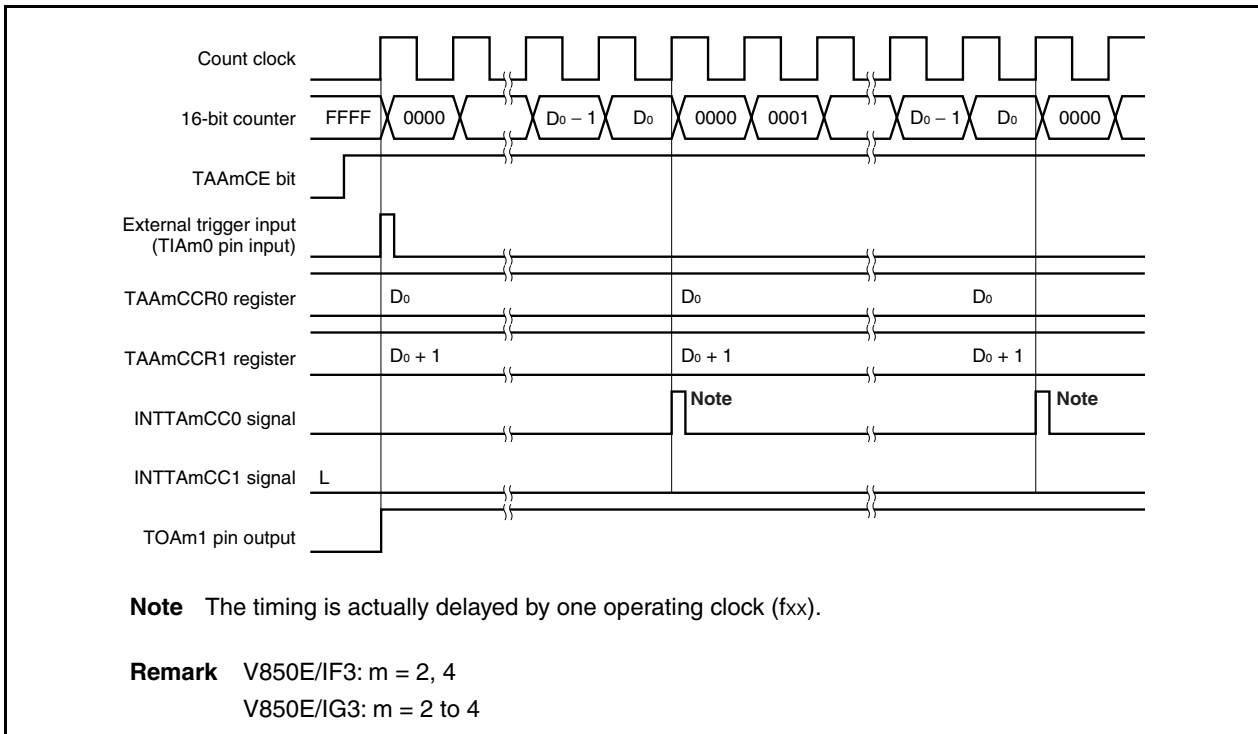 Count clock
16-bit counter FFFF 0000 D0 − 1 D0 0000 0001 D0 − 1 D0 0000
TAAmCE bit
External trigger input
(TIAm0 pin input)
TAAmCCR0 register D0 D0 D0
TAAmCCR1 register D0 + 1 D0 + 1 D0 + 1
INTTAmCC0 signal Note Note
INTTAmCC1 signal L
TOAm1 pin output
Note The timing is actually delayed by one operating clock (fxx).
Remark V850E/IF3: m = 2, 4
V850E/IG3: m = 2 to 4